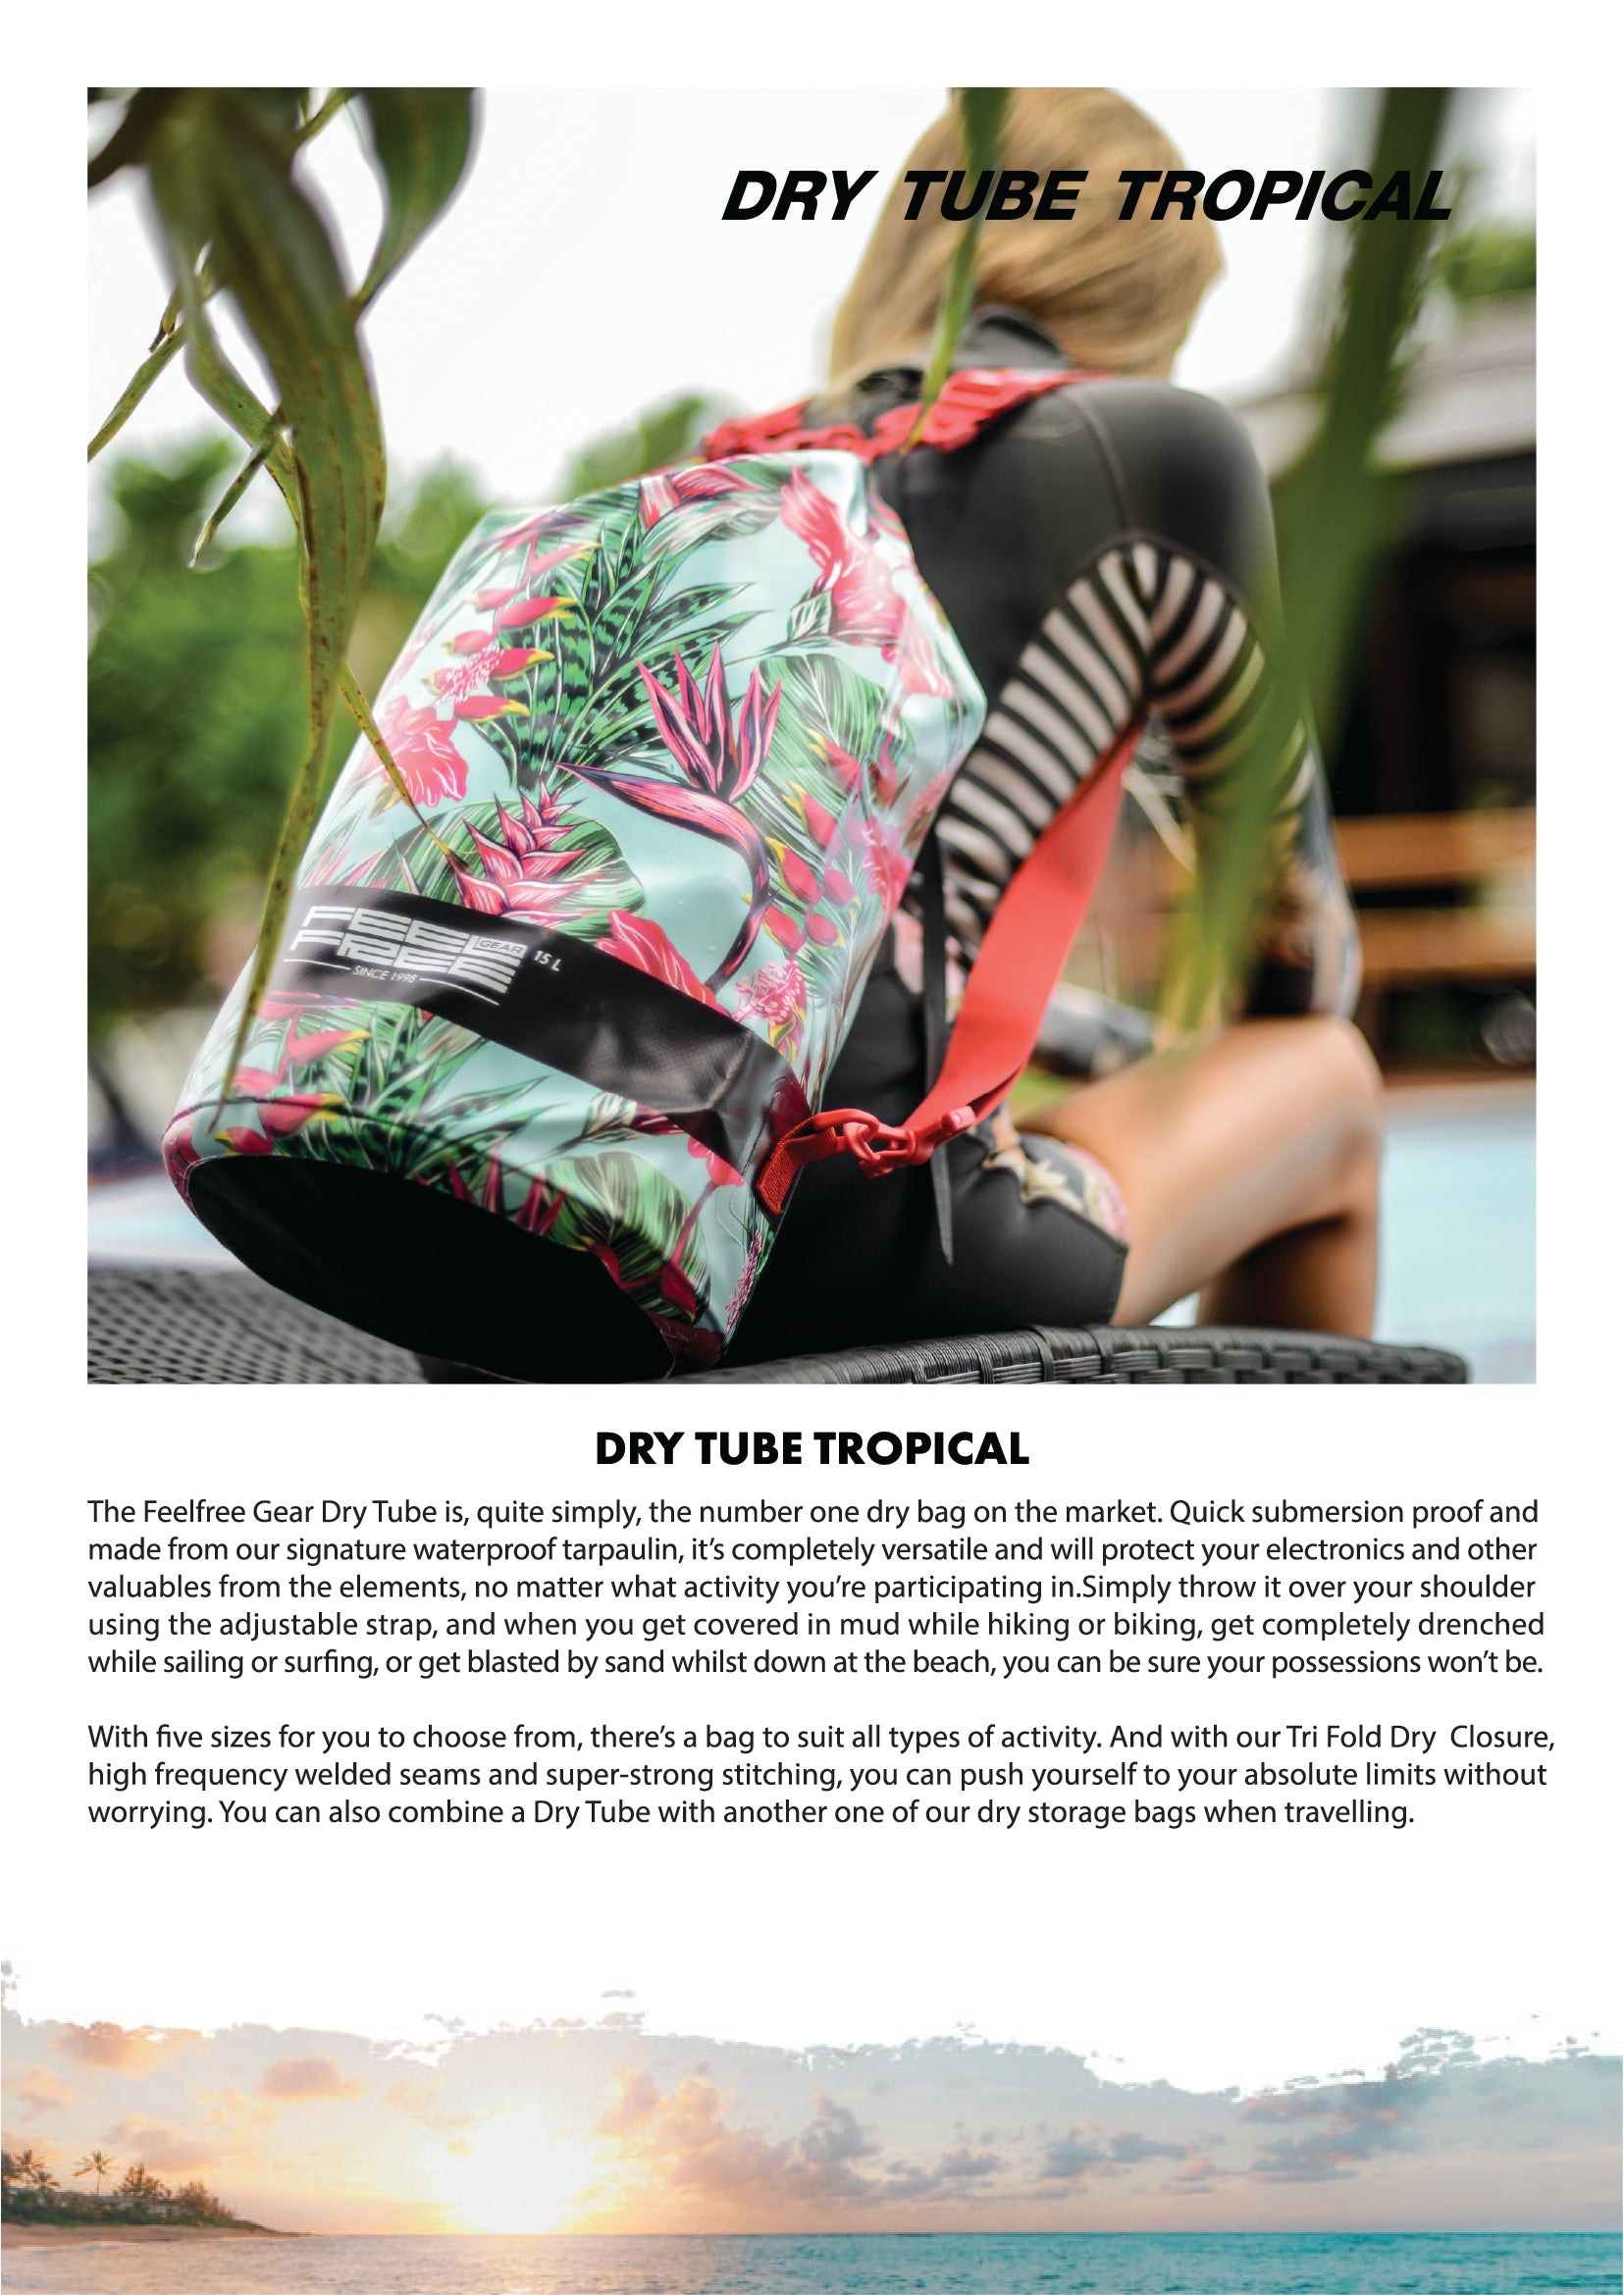 DRY TUBE TROPICAL
FEEL GEAR
FREE
SINCE 1998
15 L
DRY TUBE TROPICAL
The Feelfree Gear Dry Tube is, quite simply, the number one dry bag on the market. Quick submersion proof and
made from our signature waterproof tarpaulin, it’s completely versatile and will protect your electronics and other
valuables from the elements, no matter what activity you’re participating in.Simply throw it over your shoulder
using the adjustable strap, and when you get covered in mud while hiking or biking, get completely drenched
while sailing or surfing, or get blasted by sand whilst down at the beach, you can be sure your possessions won’t be.
With five sizes for you to choose from, there’s a bag to suit all types of activity. And with our Tri Fold Dry  Closure,
high frequency welded seams and super-strong stitching, you can push yourself to your absolute limits without
worrying. You can also combine a Dry Tube with another one of our dry storage bags when travelling.